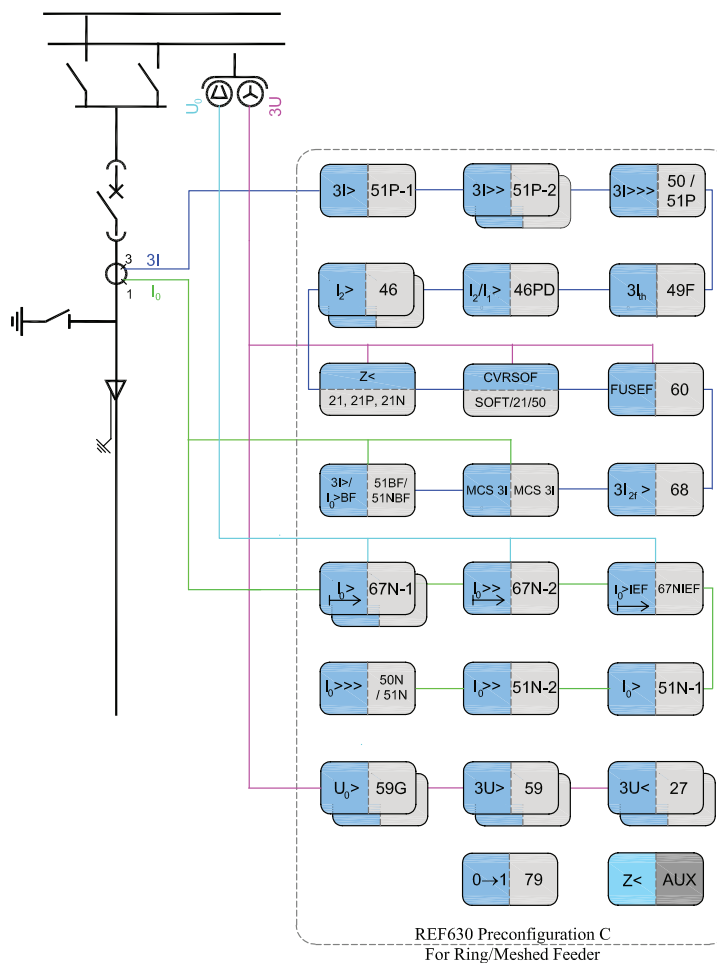 U₀
3U
3I> 51P-1
3I>> 51P-2
3I>>> 50 / 51P
3
3I
I₀
1
I₂> 46
I₂/I₁> 46PD
3Ith 49F
Z<
21, 21P, 21N
CVRSOF
SOFT/21/50
FUSEF 60
3I>/ I₀>BF 51BF/ 51NBF
MCS 3I MCS 3I
3I2f > 68
I₀> 67N-1
I₀>> 67N-2
I₀>IEF 67NIEF
I₀>>> 50N / 51N
I₀>> 51N-2
I₀> 51N-1
U₀> 59G
3U> 59
3U< 27
0→1 79
Z< AUX
REF630 Preconfiguration C
For Ring/Meshed Feeder